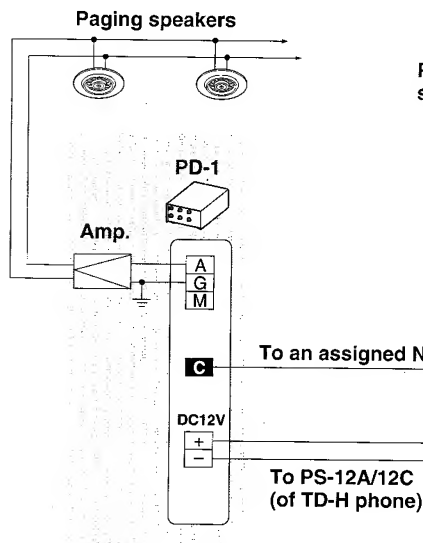 Paging speakers
PD-1
Amp.
A
G
M
C
To an assigned N
DC12V
+
−
To PS-12A/12C
(of TD-H phone)